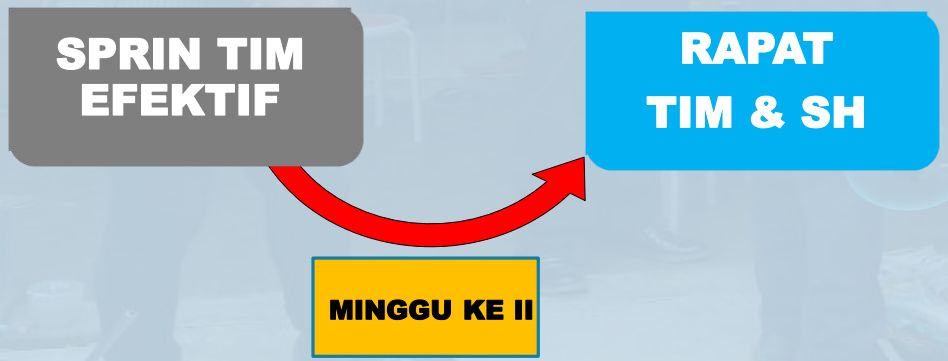 SPRIN TIM
EFEKTIF
RAPAT
TIM & SH
MINGGU KE II